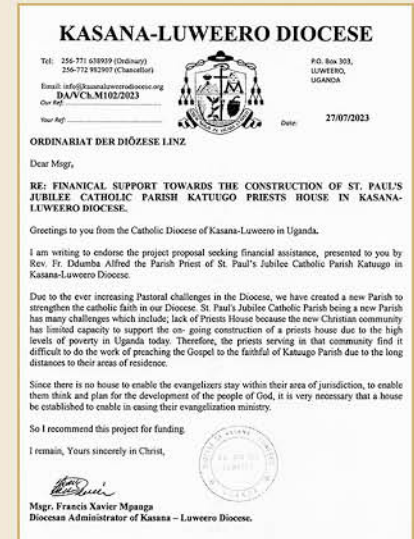 KASANA-LUWEERO DIOCESE
Tel: 256-771 638939 (Ordinary)
256-772 982907 (Chancellor)
Email: info@kasanaluweerodiocese.org
DA/VCh.M102/2023
Our Ref:
Your Ref:
P.O. Box 303,
LUWEERO,
UGANDA
Date: 27/07/2023
ORDINARIAT DER DIÖZESE LINZ
Dear Msgr,
RE: FINANICAL SUPPORT TOWARDS THE CONSTRUCTION OF ST. PAUL'S
JUBILEE CATHOLIC PARISH KATUUGO PRIESTS HOUSE IN KASANA-
LUWEERO DIOCESE.
Greetings to you from the Catholic Diocese of Kasana-Luweero in Uganda.
I am writing to endorse the project proposal seeking financial assistance, presented to you by
Rev. Fr. Ddumba Alfred the Parish Priest of St. Paul's Jubilee Catholic Parish Katuugo in
Kasana-Luweero Diocese.
Due to the ever increasing Pastoral challenges in the Diocese, we have created a new Parish to
strengthen the catholic faith in our Diocese. St. Paul's Jubilee Catholic Parish being a new Parish
has many challenges which include; lack of Priests House because the new Christian community
has limited capacity to support the on- going construction of a priests house due to the high
levels of poverty in Uganda today. Therefore, the priests serving in that community find it
difficult to do the work of preaching the Gospel to the faithful of Katuugo Parish due to the long
distances to their areas of residence.
Since there is no house to enable the evangelizers stay within their area of jurisdiction, to enable
them think and plan for the development of the people of God, it is very necessary that a house
be established to enable in easing their evangelization ministry.
So I recommend this project for funding.
I remain, Yours sincerely in Christ,
Msgr. Francis Xavier Mpanga
Diocesan Administrator of Kasana – Luweero Diocese.